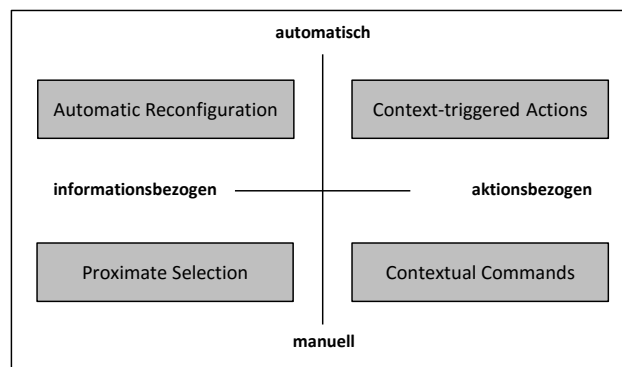 automatisch
Automatic Reconfiguration
Context-triggered Actions
informationsbezogen
aktionsbezogen
Proximate Selection
Contextual Commands
manuell